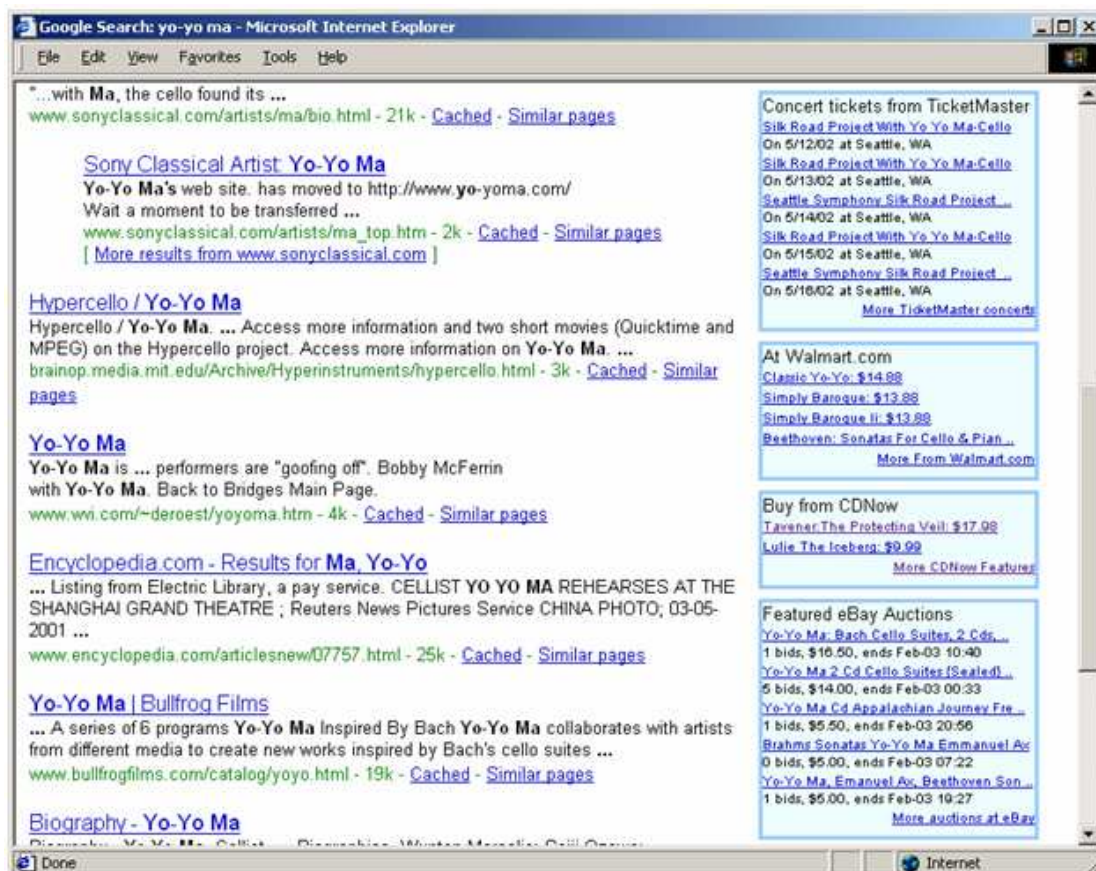 Google Search: yo-yo ma - Microsoft Internet Explorer
File Edit View Favorites Tools Help
"...with Ma, the cello found its ...
www.sonyclassical.com/artists/ma/bio.html - 21k - Cached - Similar pages
Sony Classical Artist: Yo-Yo Ma
Yo-Yo Ma's web site. has moved to http://www.yo-yoma.com/
Wait a moment to be transferred ...
www.sonyclassical.com/artists/ma_top.htm - 2k - Cached - Similar pages
[ More results from www.sonyclassical.com ]
Hypercello / Yo-Yo Ma
Hypercello / Yo-Yo Ma. ... Access more information and two short movies (Quicktime and
MPEG) on the Hypercello project. Access more information on Yo-Yo Ma. ...
brainop.media.mit.edu/Archive/Hyperinstruments/hypercello.html - 3k - Cached - Similar
pages
Yo-Yo Ma
Yo-Yo Ma is ... performers are "goofing off". Bobby McFerrin
with Yo-Yo Ma. Back to Bridges Main Page.
www.wvi.com/~deroest/yoyoma.htm - 4k - Cached - Similar pages
Encyclopedia.com - Results for Ma, Yo-Yo
... Listing from Electric Library, a pay service. CELLIST YO YO MA REHEARSES AT THE
SHANGHAI GRAND THEATRE ; Reuters News Pictures Service CHINA PHOTO; 03-05-
2001 ...
www.encyclopedia.com/articlesnew/07757.html - 25k - Cached - Similar pages
Yo-Yo Ma | Bullfrog Films
... A series of 6 programs Yo-Yo Ma Inspired By Bach Yo-Yo Ma collaborates with artists
from different media to create new works inspired by Bach's cello suites ...
www.bullfrogfilms.com/catalog/yoyo.html - 19k - Cached - Similar pages
Biography - Yo-Yo Ma
Concert tickets from TicketMaster
Silk Road Project With Yo Yo Ma-Cello
On 5/12/02 at Seattle, WA
Silk Road Project With Yo Yo Ma-Cello
On 5/13/02 at Seattle, WA
Seattle Symphony Silk Road Project ...
On 5/14/02 at Seattle, WA
Silk Road Project With Yo Yo Ma-Cello
On 5/15/02 at Seattle, WA
Seattle Symphony Silk Road Project ...
On 5/16/02 at Seattle, WA
More TicketMaster concerts
At Walmart.com
Classic Yo-Yo: $14.88
Simply Baroque: $13.88
Simply Baroque Ii: $13.88
Beethoven: Sonatas For Cello & Pian ...
More From Walmart.com
Buy from CDNow
Tavener:The Protecting Veil: $17.98
Lulie The Iceberg: $9.99
More CDNow Features
Featured eBay Auctions
Yo-Yo Ma: Bach Cello Suites, 2 Cds, ...
1 bids, $16.50, ends Feb-03 10:40
Yo-Yo Ma 2 Cd Cello Suites (Sealed) ...
5 bids, $14.00, ends Feb-03 00:33
Yo-Yo Ma Cd Appalachian Journey Fre ...
1 bids, $5.50, ends Feb-03 20:56
Brahms Sonatas Yo-Yo Ma Emmanuel Ax
0 bids, $5.00, ends Feb-03 07:22
Yo-Yo Ma, Emanuel Ax, Beethoven Son ...
1 bids, $5.00, ends Feb-03 19:27
More auctions at eBay
Done
Internet